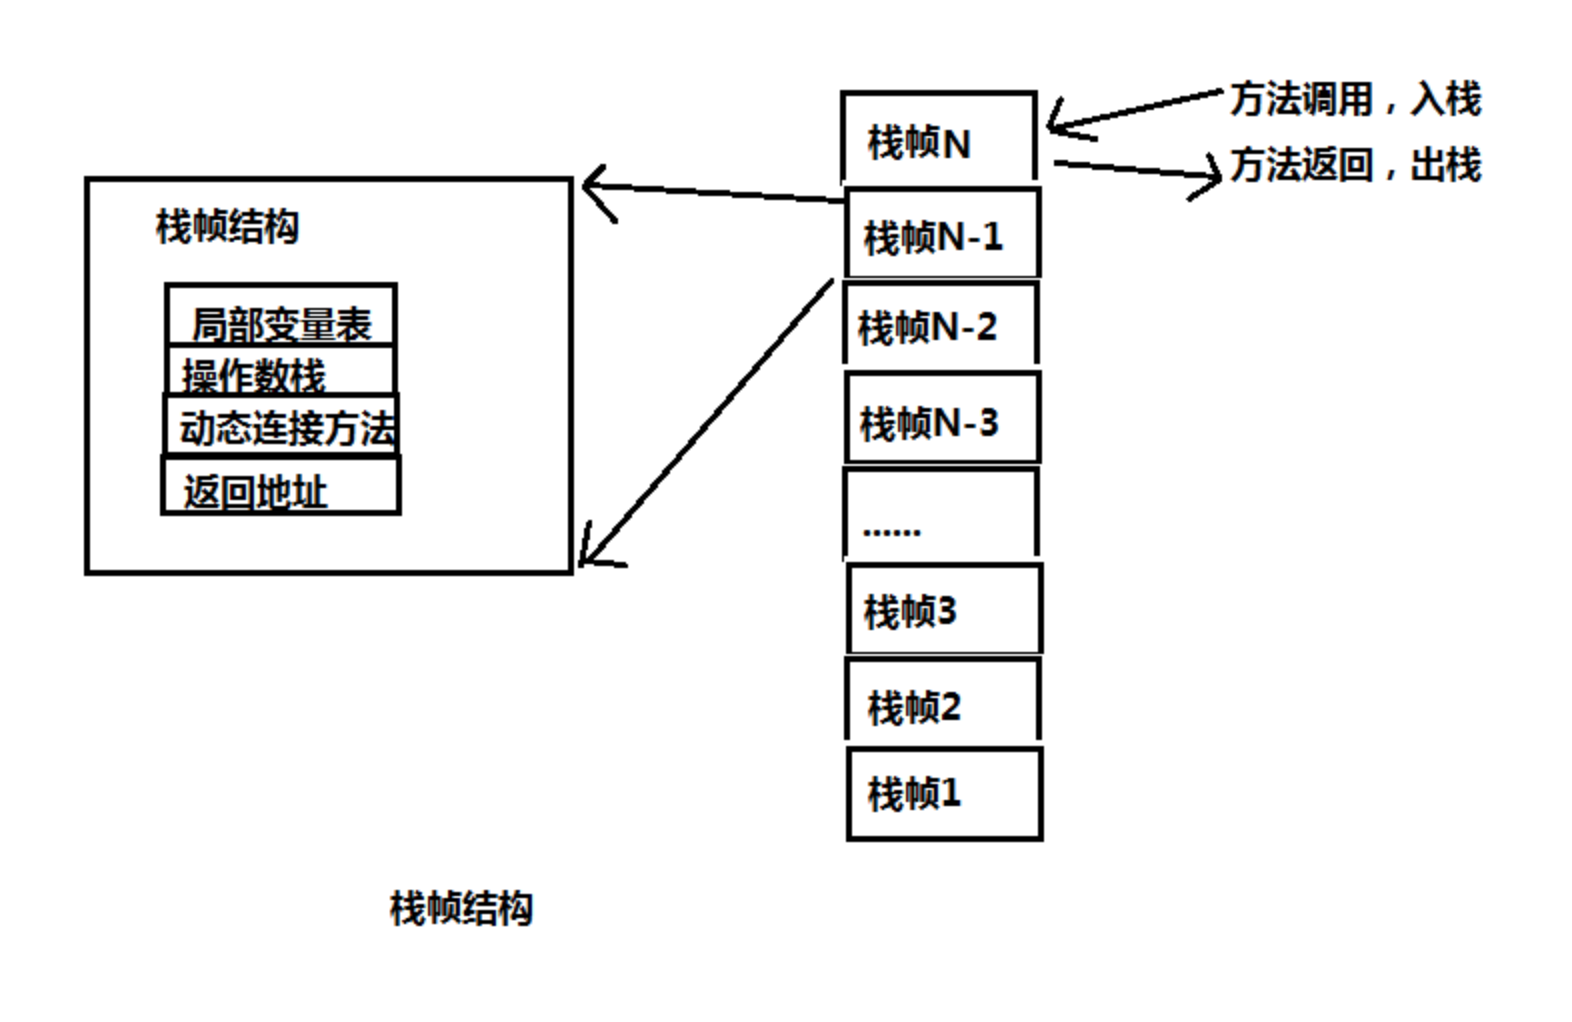 栈帧结构
局部变量表
操作数栈
动态连接方法
返回地址
栈帧N
栈帧N-1
栈帧N-2
栈帧N-3
......
栈帧3
栈帧2
栈帧1
方法调用，入栈
方法返回，出栈
栈帧结构